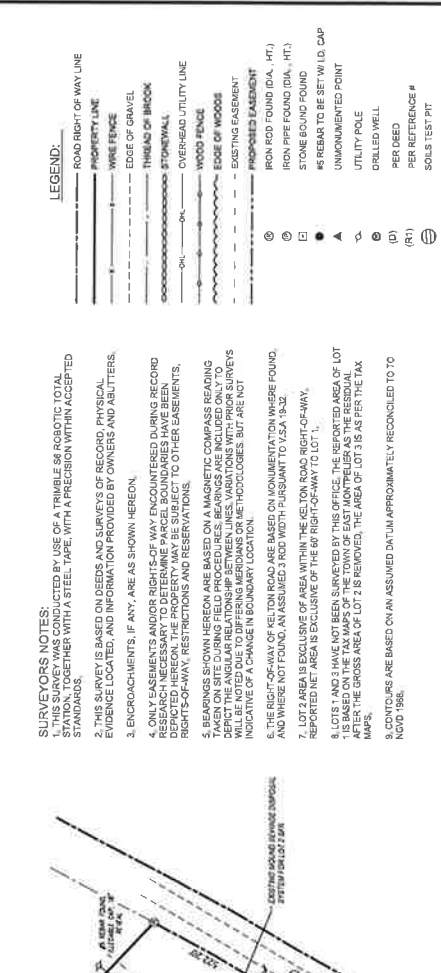 SURVEYORS NOTES:
1. THIS SURVEY WAS CONDUCTED BY USE OF A TRIMBLE S6 ROBOTIC TOTAL
STATION, TOGETHER WITH A STEEL TAPE, WITH A PRECISION WITHIN ACCEPTED
STANDARDS.
2. THIS SURVEY IS BASED ON DEEDS AND SURVEYS OF RECORD, PHYSICAL
EVIDENCE LOCATED, AND INFORMATION PROVIDED BY OWNERS AND ABUTTERS.
3. ENCROACHMENTS, IF ANY, ARE AS SHOWN HEREON.
4. ONLY EASEMENTS AND/OR RIGHTS-OF WAY ENCOUNTERED DURING RECORD
RESEARCH NECESSARY TO DETERMINE PARCEL BOUNDARIES HAVE BEEN
DEPICTED HEREON. THE PROPERTY MAY BE SUBJECT TO OTHER EASEMENTS,
RIGHTS-OF-WAY, RESTRICTIONS AND RESERVATIONS.
5. BEARINGS SHOWN HEREON ARE BASED ON A MAGNETIC COMPASS READING
TAKEN ON SITE DURING FIELD PROCEDURES. BEARINGS ARE INCLUDED ONLY TO
DEPICT THE ANGULAR RELATIONSHIP BETWEEN LINES. VARIATIONS WITH PRIOR SURVEYS
WILL BE NOTED DUE TO DIFFERING MERIDIANS OR METHODOLOGIES, BUT ARE NOT
INDICATIVE OF A CHANGE IN BOUNDARY LOCATION.
6. THE RIGHT-OF-WAY OF KELTON ROAD ARE BASED ON MONUMENTATION WHERE FOUND,
AND WHERE NOT FOUND, AN ASSUMED 3 ROD WIDTH PURSUANT TO V.S.A 19-32.
7. LOT 2 AREA IS EXCLUSIVE OF AREA WITHIN THE KELTON ROAD RIGHT-OF-WAY.
REPORTED NET AREA IS EXCLUSIVE OF THE 60' RIGHT-OF-WAY TO LOT 1.
8. LOTS 1 AND 3 HAVE NOT BEEN SURVEYED BY THIS OFFICE. THE REPORTED AREA OF LOT
1 IS BASED ON THE TAX MAPS OF THE TOWN OF EAST MONTPELIER AS THE RESIDUAL
AFTER THE GROSS AREA OF LOT 2 IS REMOVED. THE AREA OF LOT 3 IS AS PER THE TAX
MAPS.
9. CONTOURS ARE BASED ON AN ASSUMED DATUM APPROXIMATELY RECONCILED TO TO
NGVD 1988.
LEGEND:
ROAD RIGHT OF WAY LINE
PROPERTY LINE
WIRE FENCE
EDGE OF GRAVEL
THREAD OF BROOK
STONEWALL
OHL OHL OVERHEAD UTILITY LINE
WOOD FENCE
EDGE OF WOODS
EXISTING EASEMENT
PROPOSED EASEMENT
IRON ROD FOUND (DIA., HT.)
IRON PIPE FOUND (DIA., HT.)
STONE BOUND FOUND
#5 REBAR TO BE SET W/ I.D. CAP
UNMONUMENTED POINT
UTILITY POLE
DRILLED WELL
(D) PER DEED
(R1) PER REFERENCE #
SOILS TEST PIT
#5 REBAR FOUND
522.20'
EXISTING MOUND SEWAGE DISPOSAL
SYSTEM FOR LOT 2